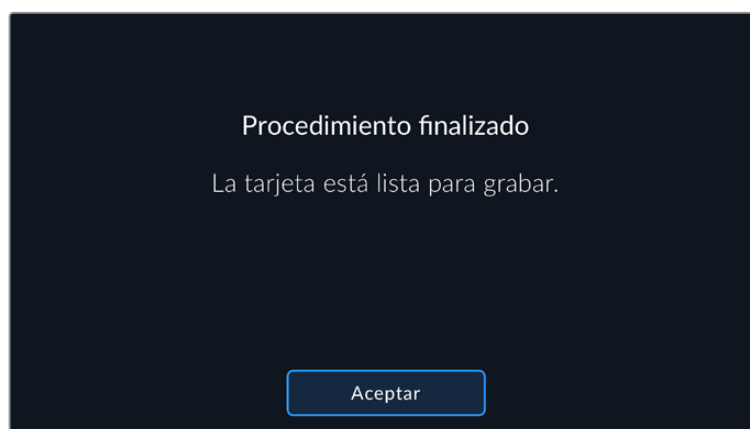 Procedimiento finalizado
La tarjeta está lista para grabar.
Aceptar